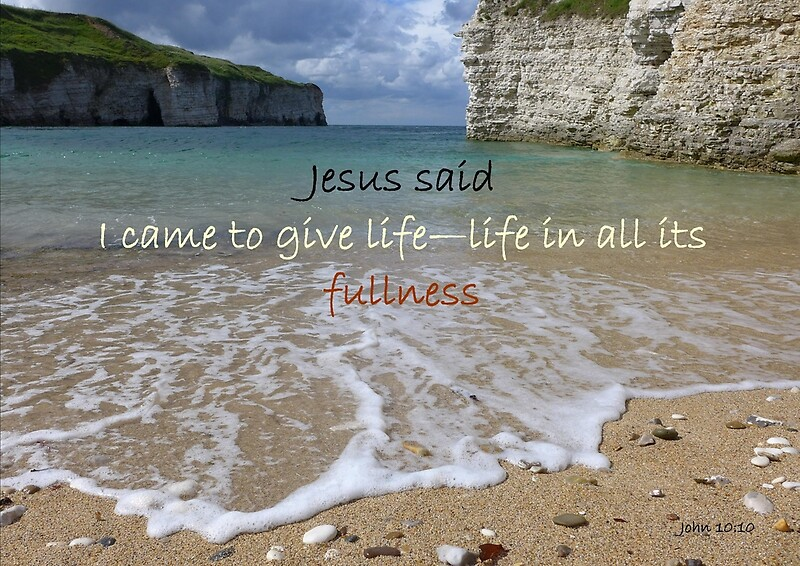 Jesus said
I came to give life—life in all its
fullness
John 10:10